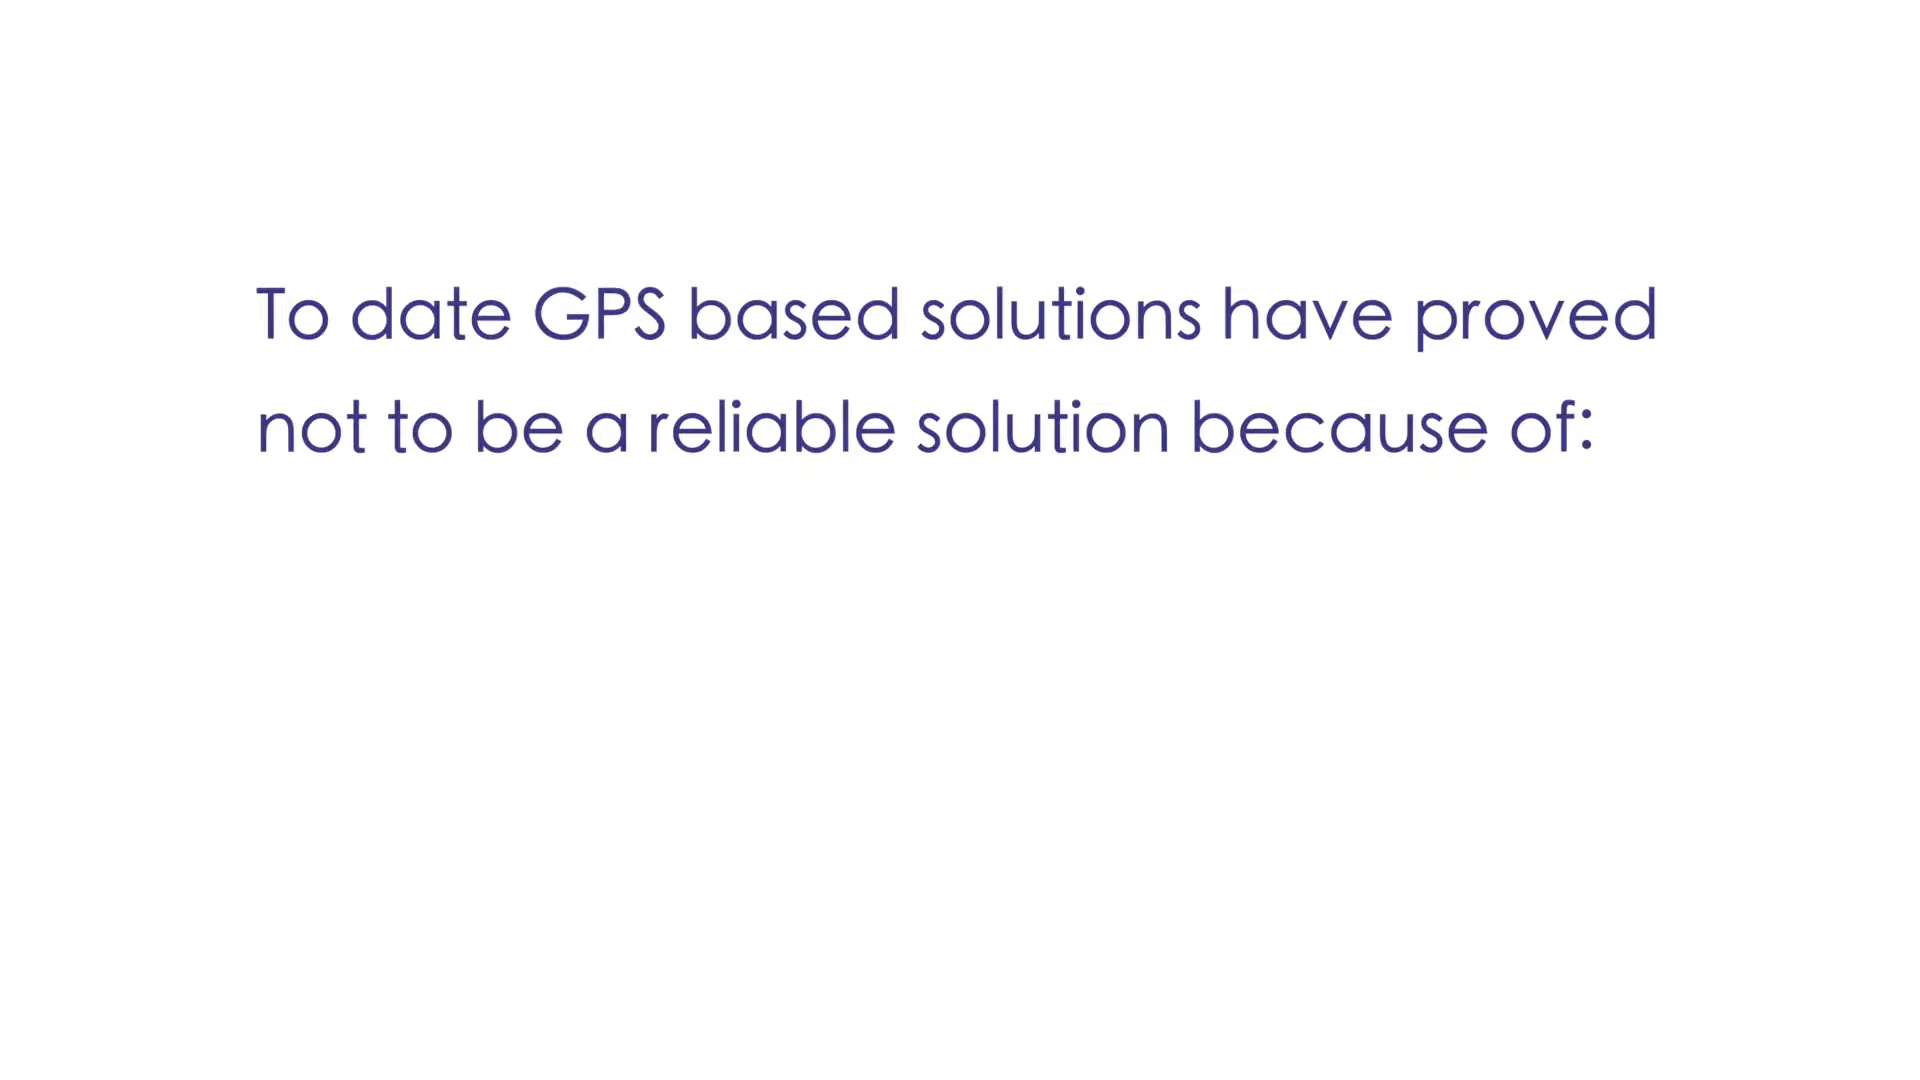 To date GPS based solutions have proved
not to be a reliable solution because of: